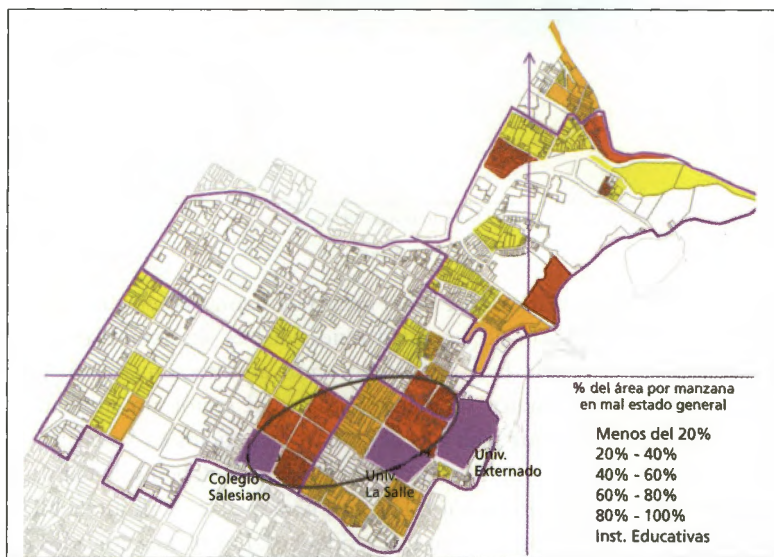 % del área por manzana
en mal estado general
Menos del 20%
20% - 40%
40% - 60%
60% - 80%
80% - 100%
Inst. Educativas
Colegio
Salesiano
Univ.
La Salle
Univ.
Externado